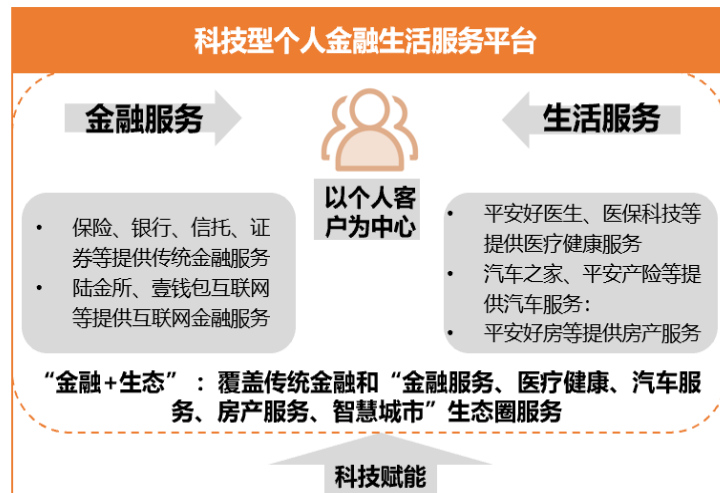 科技型个人金融生活服务平台
金融服务
生活服务
以个人客
户为中心
• 保险、银行、信托、证
券等提供传统金融服务
• 陆金所、壹钱包互联网
等提供互联网金融服务
• 平安好医生、医保科技等
提供医疗健康服务
• 汽车之家、平安产险等提
供汽车服务：
• 平安好房等提供房产服务
“金融+生态”：覆盖传统金融和“金融服务、医疗健康、汽车服
务、房产服务、智慧城市”生态圈服务
科技赋能